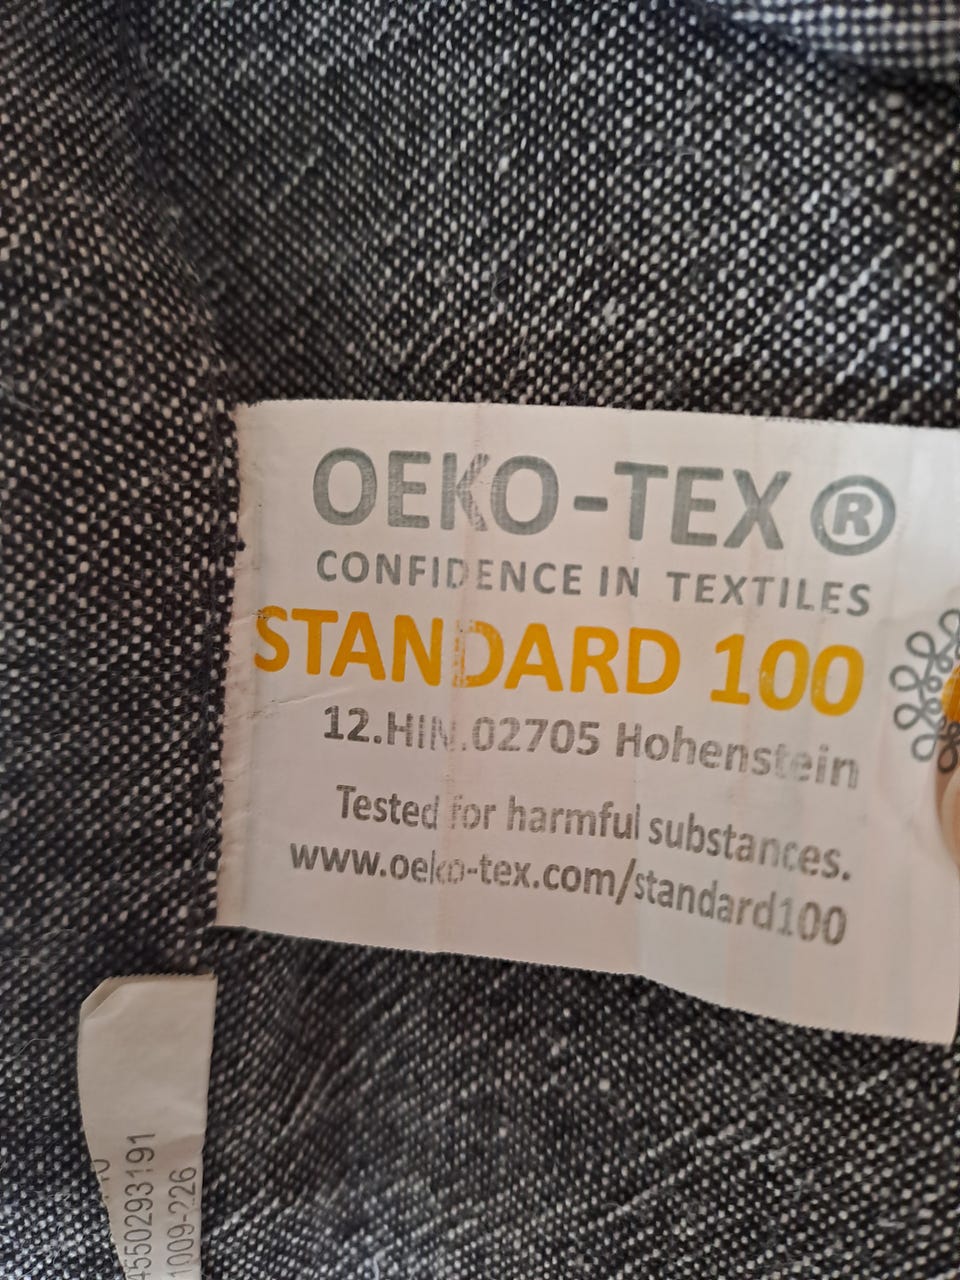 OEKO-TEX®
CONFIDENCE IN TEXTILES
STANDARD 100
12.HIN.02705 Hohenstein
Tested for harmful substances.
www.oeko-tex.com/standard100
4550293191
1009-226